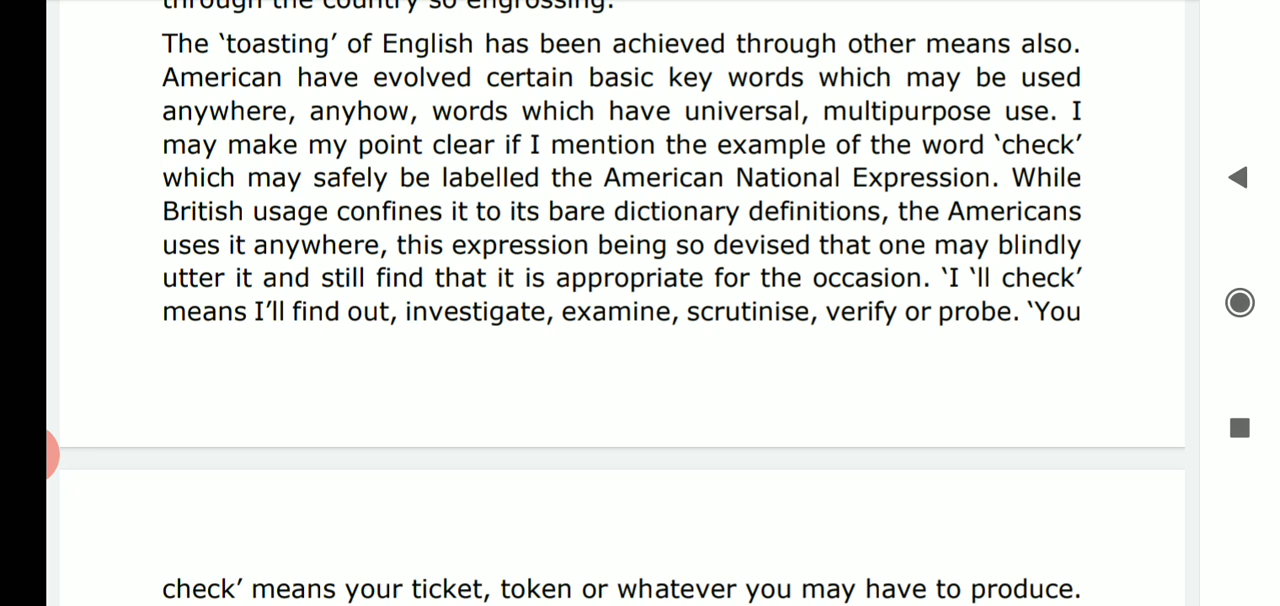 through the country so engrossing.
The ‘toasting’ of English has been achieved through other means also.
American have evolved certain basic key words which may be used
anywhere, anyhow, words which have universal, multipurpose use. I
may make my point clear if I mention the example of the word ‘check’
which may safely be labelled the American National Expression. While
British usage confines it to its bare dictionary definitions, the Americans
uses it anywhere, this expression being so devised that one may blindly
utter it and still find that it is appropriate for the occasion. ‘I ‘ll check’
means I’ll find out, investigate, examine, scrutinise, verify or probe. ‘You
check’ means your ticket, token or whatever you may have to produce.